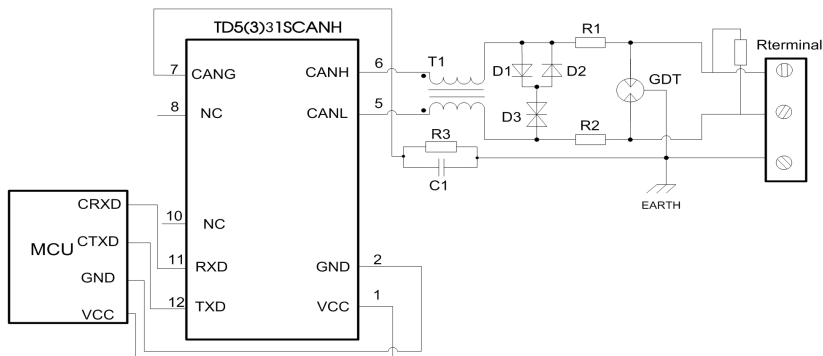 TD5(3)31SCANH
R1
6
T1
Rterminal
7
CANG
CANH
D1
D2
GDT
8
NC
CANL
5
D3
R3
R2
C1
EARTH
CRXD
10
NC
MCU
CTXD
11
RXD
GND
2
GND
12
TXD
VCC
1
VCC